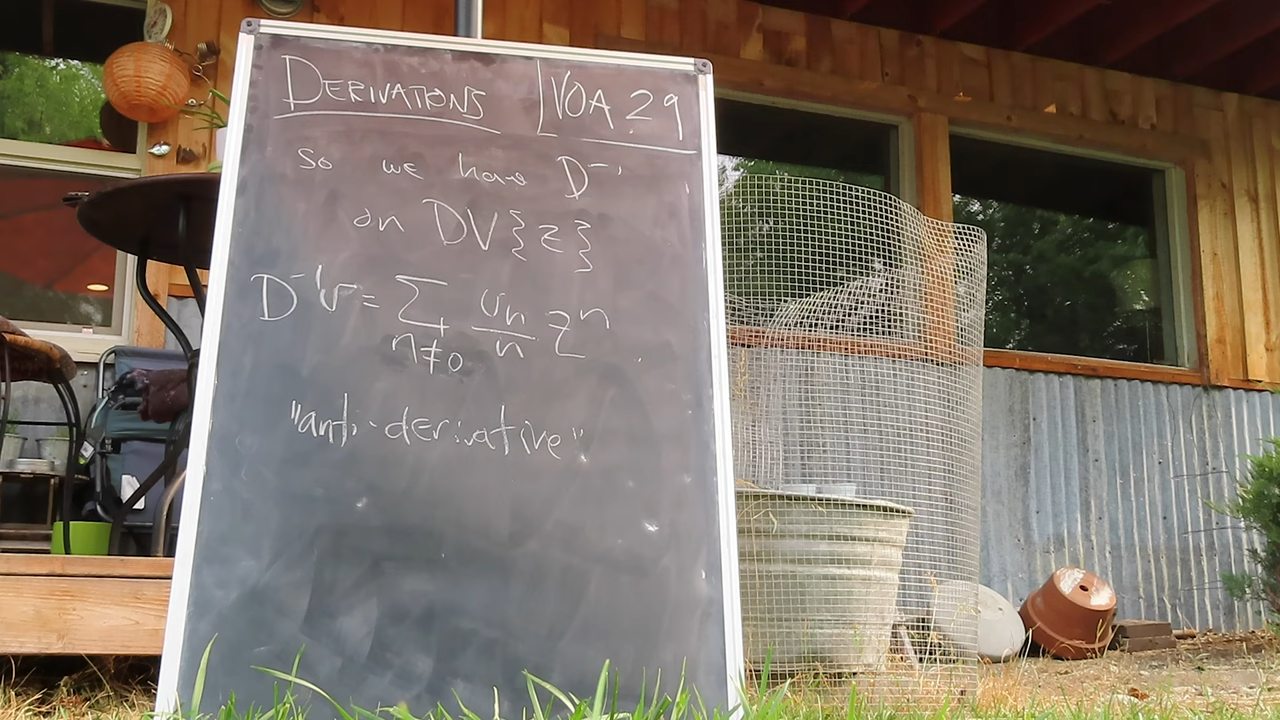 DERIVATIONS VOA 29
So we have D⁻¹
on DV{z}
D⁻¹v = ∑ n≠0 vₙ/n zⁿ
"anti-derivative"